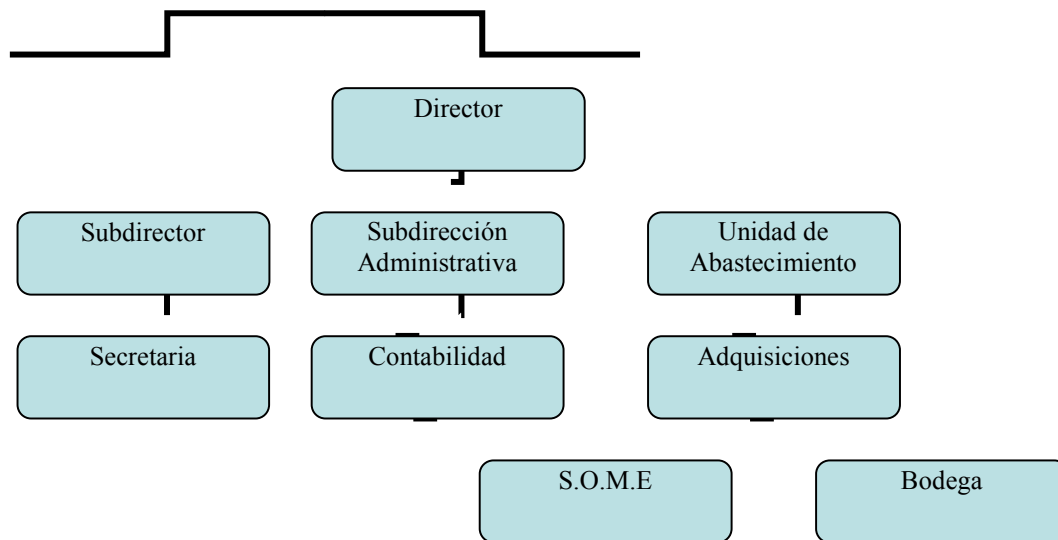 Director
Subdirector
Subdirección
Administrativa
Unidad de
Abastecimiento
Secretaria
Contabilidad
Adquisiciones
S.O.M.E
Bodega